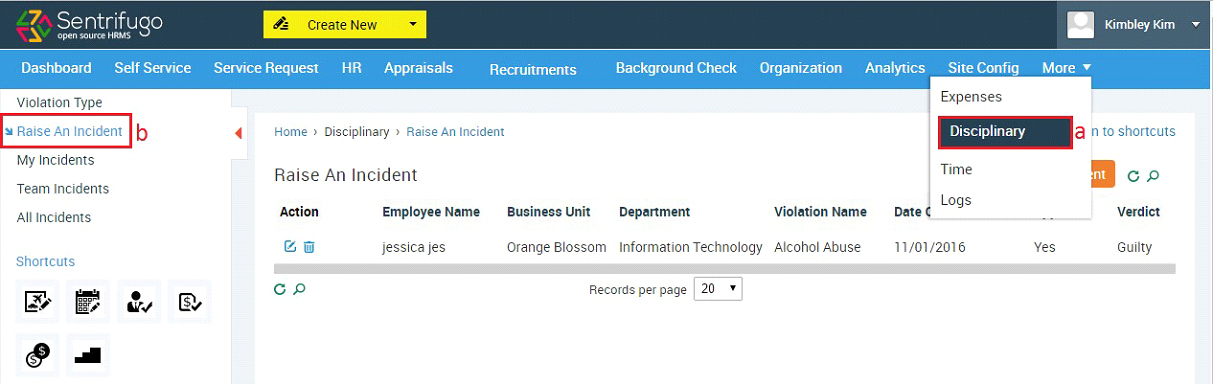 Sentrifugo
open source HRMS
Create New
Kimbley Kim
Dashboard Self Service Service Request HR Appraisals Recruitments Background Check Organization Analytics Site Config More
Violation Type
Raise An Incident b
My Incidents
Team Incidents
All Incidents
Shortcuts
Expenses
Disciplinary a
Time
Logs
Home › Disciplinary › Raise An Incident to shortcuts
Raise An Incident
Action Employee Name Business Unit Department Violation Name Date Verdict
jessica jes Orange Blossom Information Technology Alcohol Abuse 11/01/2016 Yes Guilty
Records per page 20